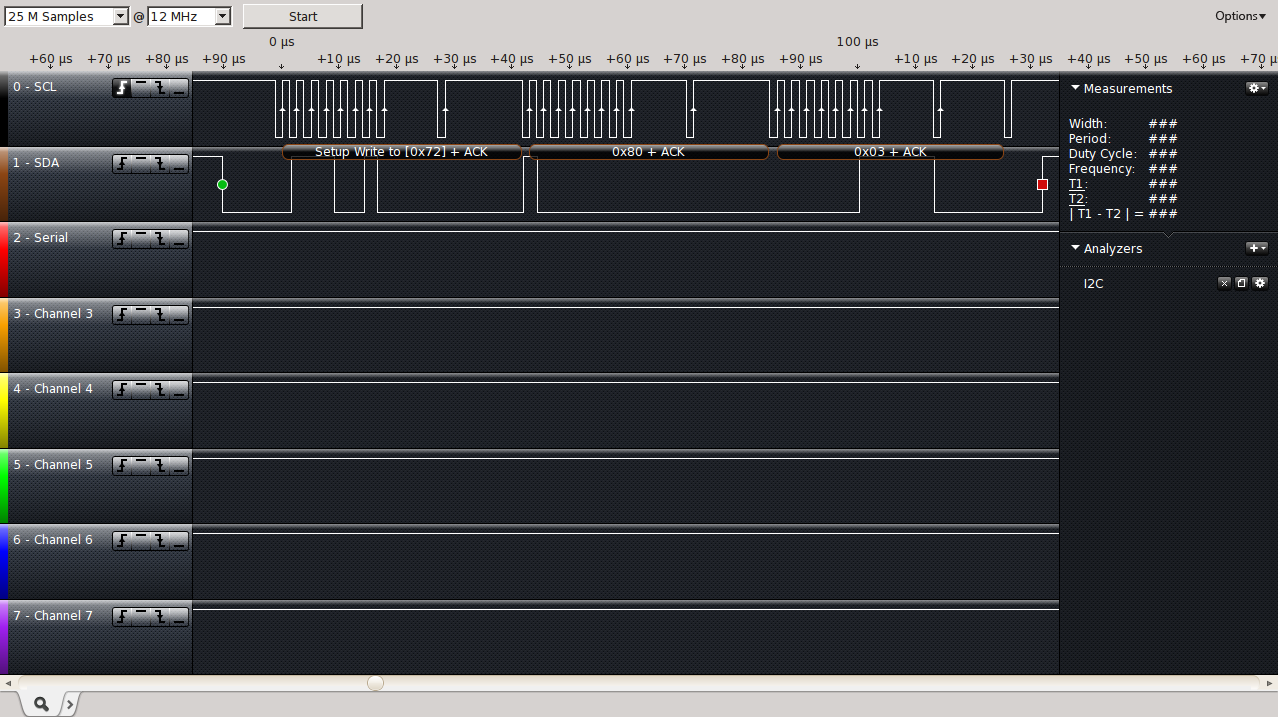 25 M Samples @ 12 MHz Start Options
0 µs 100 µs
+60 µs +70 µs +80 µs +90 µs +10 µs +20 µs +30 µs +40 µs +50 µs +60 µs +70 µs +80 µs +90 µs +10 µs +20 µs +30 µs +40 µs +50 µs +60 µs +70 µ
0 - SCL
1 - SDA
Setup Write to [0x72] + ACK 0x80 + ACK 0x03 + ACK
2 - Serial
3 - Channel 3
4 - Channel 4
5 - Channel 5
6 - Channel 6
7 - Channel 7
Measurements
Width: ###
Period: ###
Duty Cycle: ###
Frequency: ###
T1: ###
T2: ###
| T1 - T2 | = ###
Analyzers
I2C